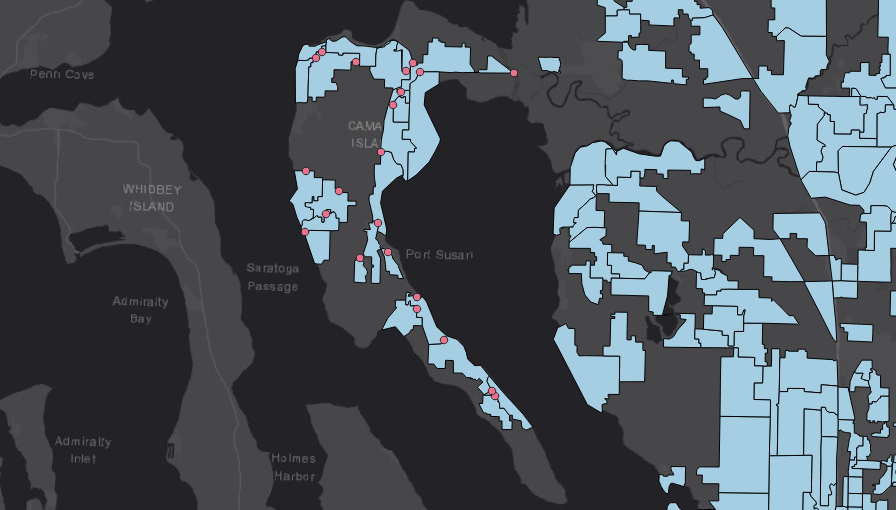 Penn Cove
CAMA
ISLA
WHIDBEY
ISLAND
Port Susan
Saratoga
Passage
Admiralty
Bay
Admiralty
Inlet
Holmes
Harbor